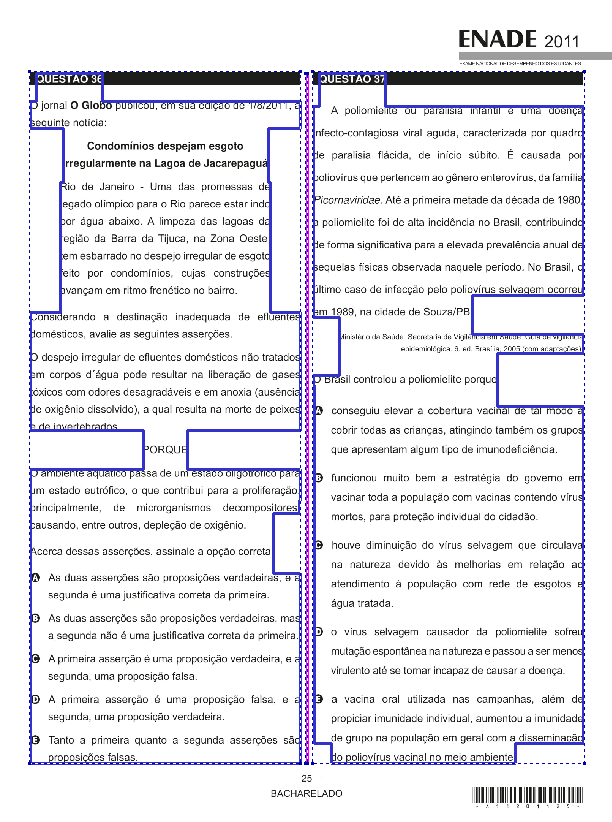 ENADE 2011
EXAME NACIONAL DE DESEMPENHO DOS ESTUDANTES
QUESTÃO 36
O jornal O Globo publicou, em sua edição de 1/8/2011, a
seguinte notícia:
Condomínios despejam esgoto
irregularmente na Lagoa de Jacarepaguá
Rio de Janeiro - Uma das promessas de
legado olímpico para o Rio parece estar indo
por água abaixo. A limpeza das lagoas da
região da Barra da Tijuca, na Zona Oeste,
tem esbarrado no despejo irregular de esgoto
feito por condomínios, cujas construções
avançam em ritmo frenético no bairro.
Considerando a destinação inadequada de efluentes
domésticos, avalie as seguintes asserções.
O despejo irregular de efluentes domésticos não tratados
em corpos d´água pode resultar na liberação de gases
tóxicos com odores desagradáveis e em anoxia (ausência
de oxigênio dissolvido), a qual resulta na morte de peixes
e de invertebrados
PORQUE
O ambiente aquático passa de um estado oligotrófico para
um estado eutrófico, o que contribui para a proliferação,
principalmente, de microrganismos decompositores,
causando, entre outros, depleção de oxigênio.
Acerca dessas asserções, assinale a opção correta.
A As duas asserções são proposições verdadeiras, e a
segunda é uma justificativa correta da primeira.
B As duas asserções são proposições verdadeiras, mas
a segunda não é uma justificativa correta da primeira.
C A primeira asserção é uma proposição verdadeira, e a
segunda, uma proposição falsa.
D A primeira asserção é uma proposição falsa, e a
segunda, uma proposição verdadeira.
E Tanto a primeira quanto a segunda asserções são
proposições falsas.
QUESTÃO 37
A poliomielite ou paralisia infantil é uma doença
infecto-contagiosa viral aguda, caracterizada por quadro
de paralisia flácida, de início súbito. É causada por
poliovírus que pertencem ao gênero enterovírus, da família
Picornaviridae. Até a primeira metade da década de 1980,
a poliomielite foi de alta incidência no Brasil, contribuindo
de forma significativa para a elevada prevalência anual de
sequelas físicas observada naquele período. No Brasil, o
último caso de infecção pelo poliovírus selvagem ocorreu
em 1989, na cidade de Souza/PB.
Ministério da Saúde. Secretaria de Vigilância em Saúde. Guia de vigilância
epidemiológica. 6. ed. Brasília, 2005 (com adaptações).
O Brasil controlou a poliomielite porque
A conseguiu elevar a cobertura vacinal de tal modo a
cobrir todas as crianças, atingindo também os grupos
que apresentam algum tipo de imunodeficiência.
B funcionou muito bem a estratégia do governo em
vacinar toda a população com vacinas contendo vírus
mortos, para proteção individual do cidadão.
C houve diminuição do vírus selvagem que circulava
na natureza devido às melhorias em relação ao
atendimento à população com rede de esgotos e
água tratada.
D o vírus selvagem causador da poliomielite sofreu
mutação espontânea na natureza e passou a ser menos
virulento até se tornar incapaz de causar a doença.
E a vacina oral utilizada nas campanhas, além de
propiciar imunidade individual, aumentou a imunidade
de grupo na população em geral com a disseminação
do poliovírus vacinal no meio ambiente.
25
BACHARELADO